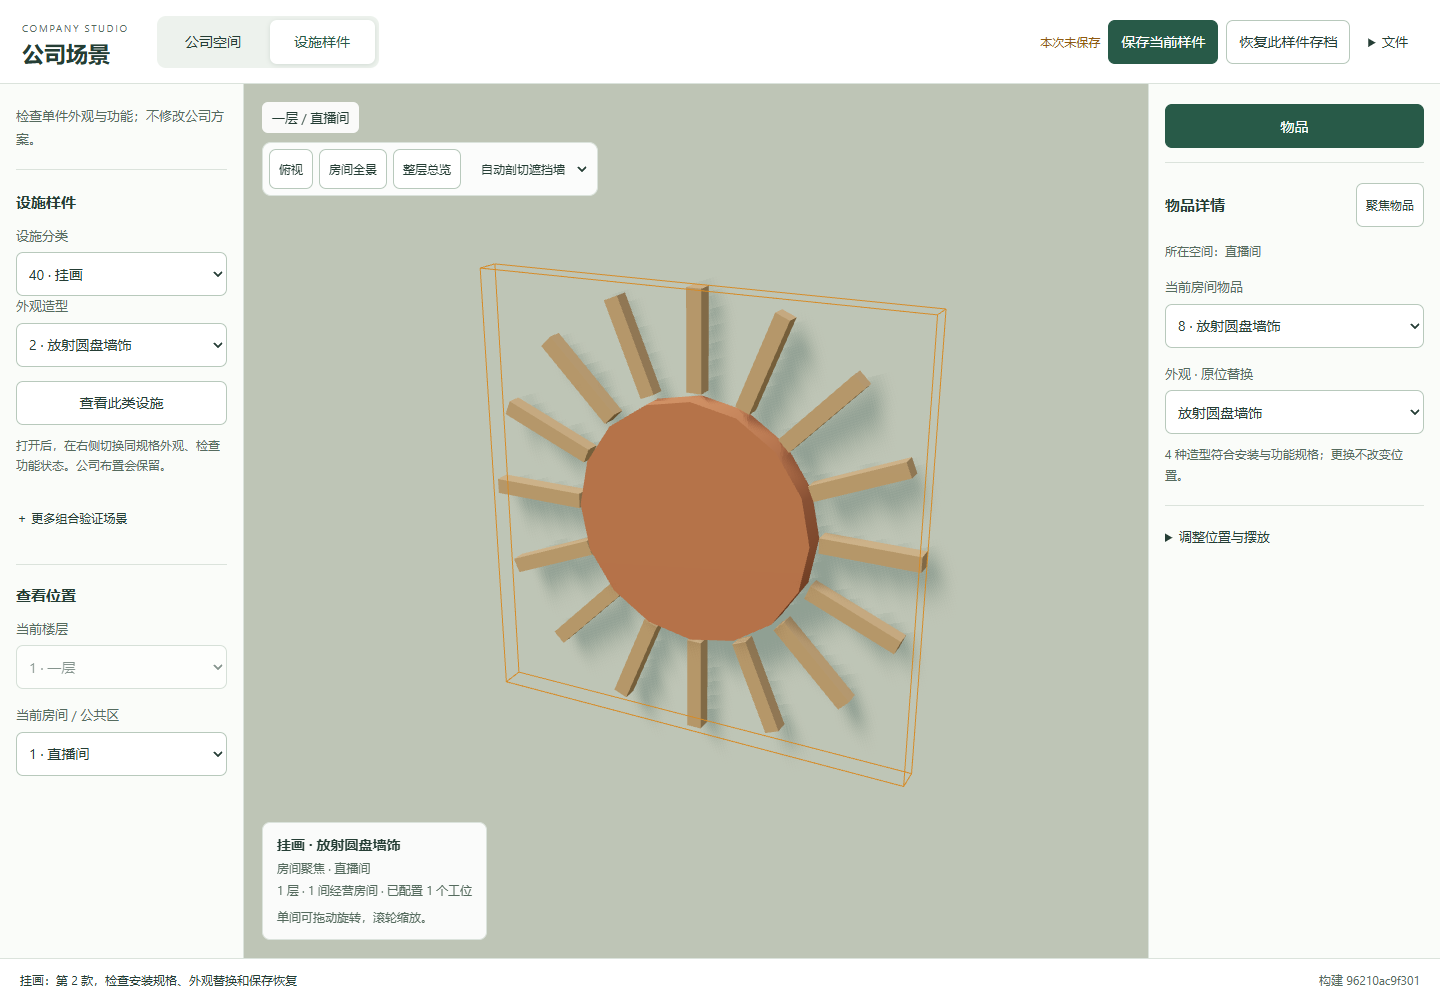 COMPANY STUDIO
公司场景
公司空间
设施样件
本次未保存
保存当前样件
恢复此样件存档
▶ 文件
检查单件外观与功能；不修改公司方
案。
设施样件
设施分类
40 · 挂画
外观造型
2 · 放射圆盘墙饰
查看此类设施
打开后，在右侧切换同规格外观、检查
功能状态。公司布置会保留。
+ 更多组合验证场景
查看位置
当前楼层
1 · 一层
当前房间 / 公共区
1 · 直播间
一层 / 直播间
俯视
房间全景
整层总览
自动剖切遮挡墙
挂画 · 放射圆盘墙饰
房间聚焦 · 直播间
1 层 · 1 间经营房间 · 已配置 1 个工位
单间可拖动旋转，滚轮缩放。
物品
物品详情
聚焦物品
所在空间：直播间
当前房间物品
8 · 放射圆盘墙饰
外观 · 原位替换
放射圆盘墙饰
4 种造型符合安装与功能规格；更换不改变位
置。
▶ 调整位置与摆放
挂画：第 2 款，检查安装规格、外观替换和保存恢复
构建 96210ac9f301